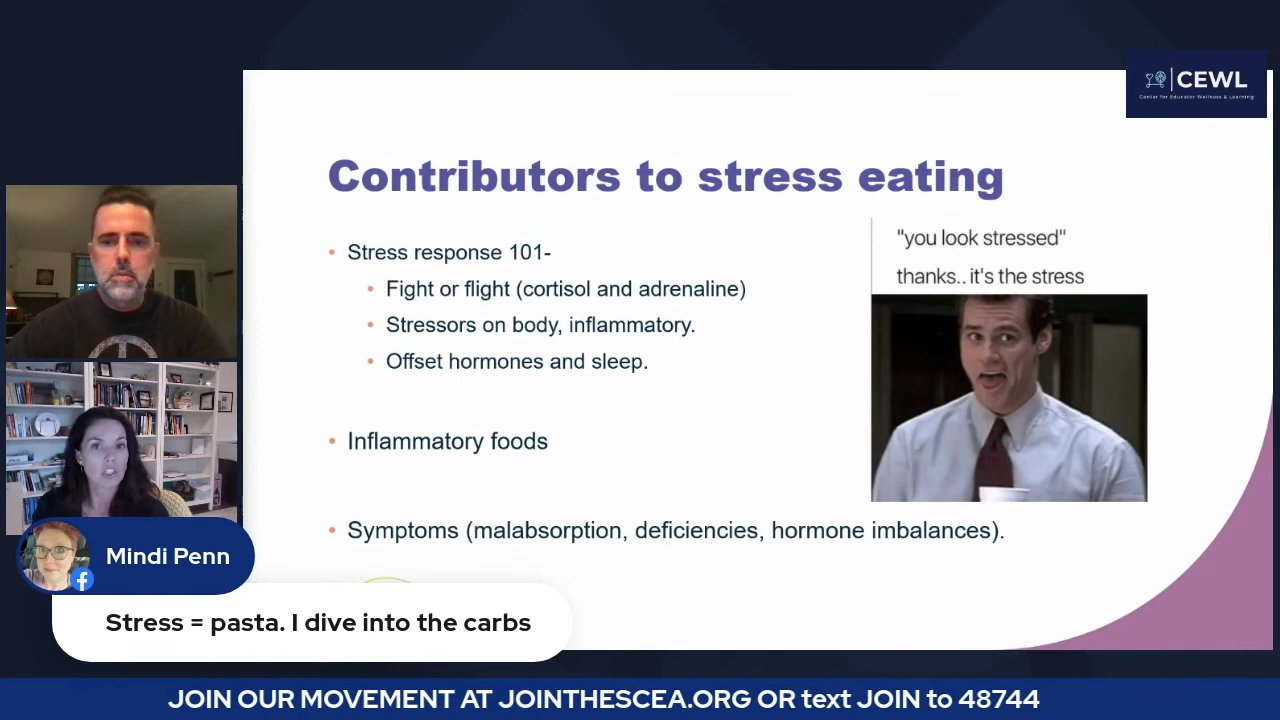 CEWL
Center for Educator Wellness & Learning
Contributors to stress eating
"you look stressed"
thanks.. it's the stress
• Stress response 101-
• Fight or flight (cortisol and adrenaline)
• Stressors on body, inflammatory.
• Offset hormones and sleep.
• Inflammatory foods
• Symptoms (malabsorption, deficiencies, hormone imbalances).
Mindi Penn
Stress = pasta. I dive into the carbs
JOIN OUR MOVEMENT AT JOINTHESCEA.ORG OR text JOIN to 48744